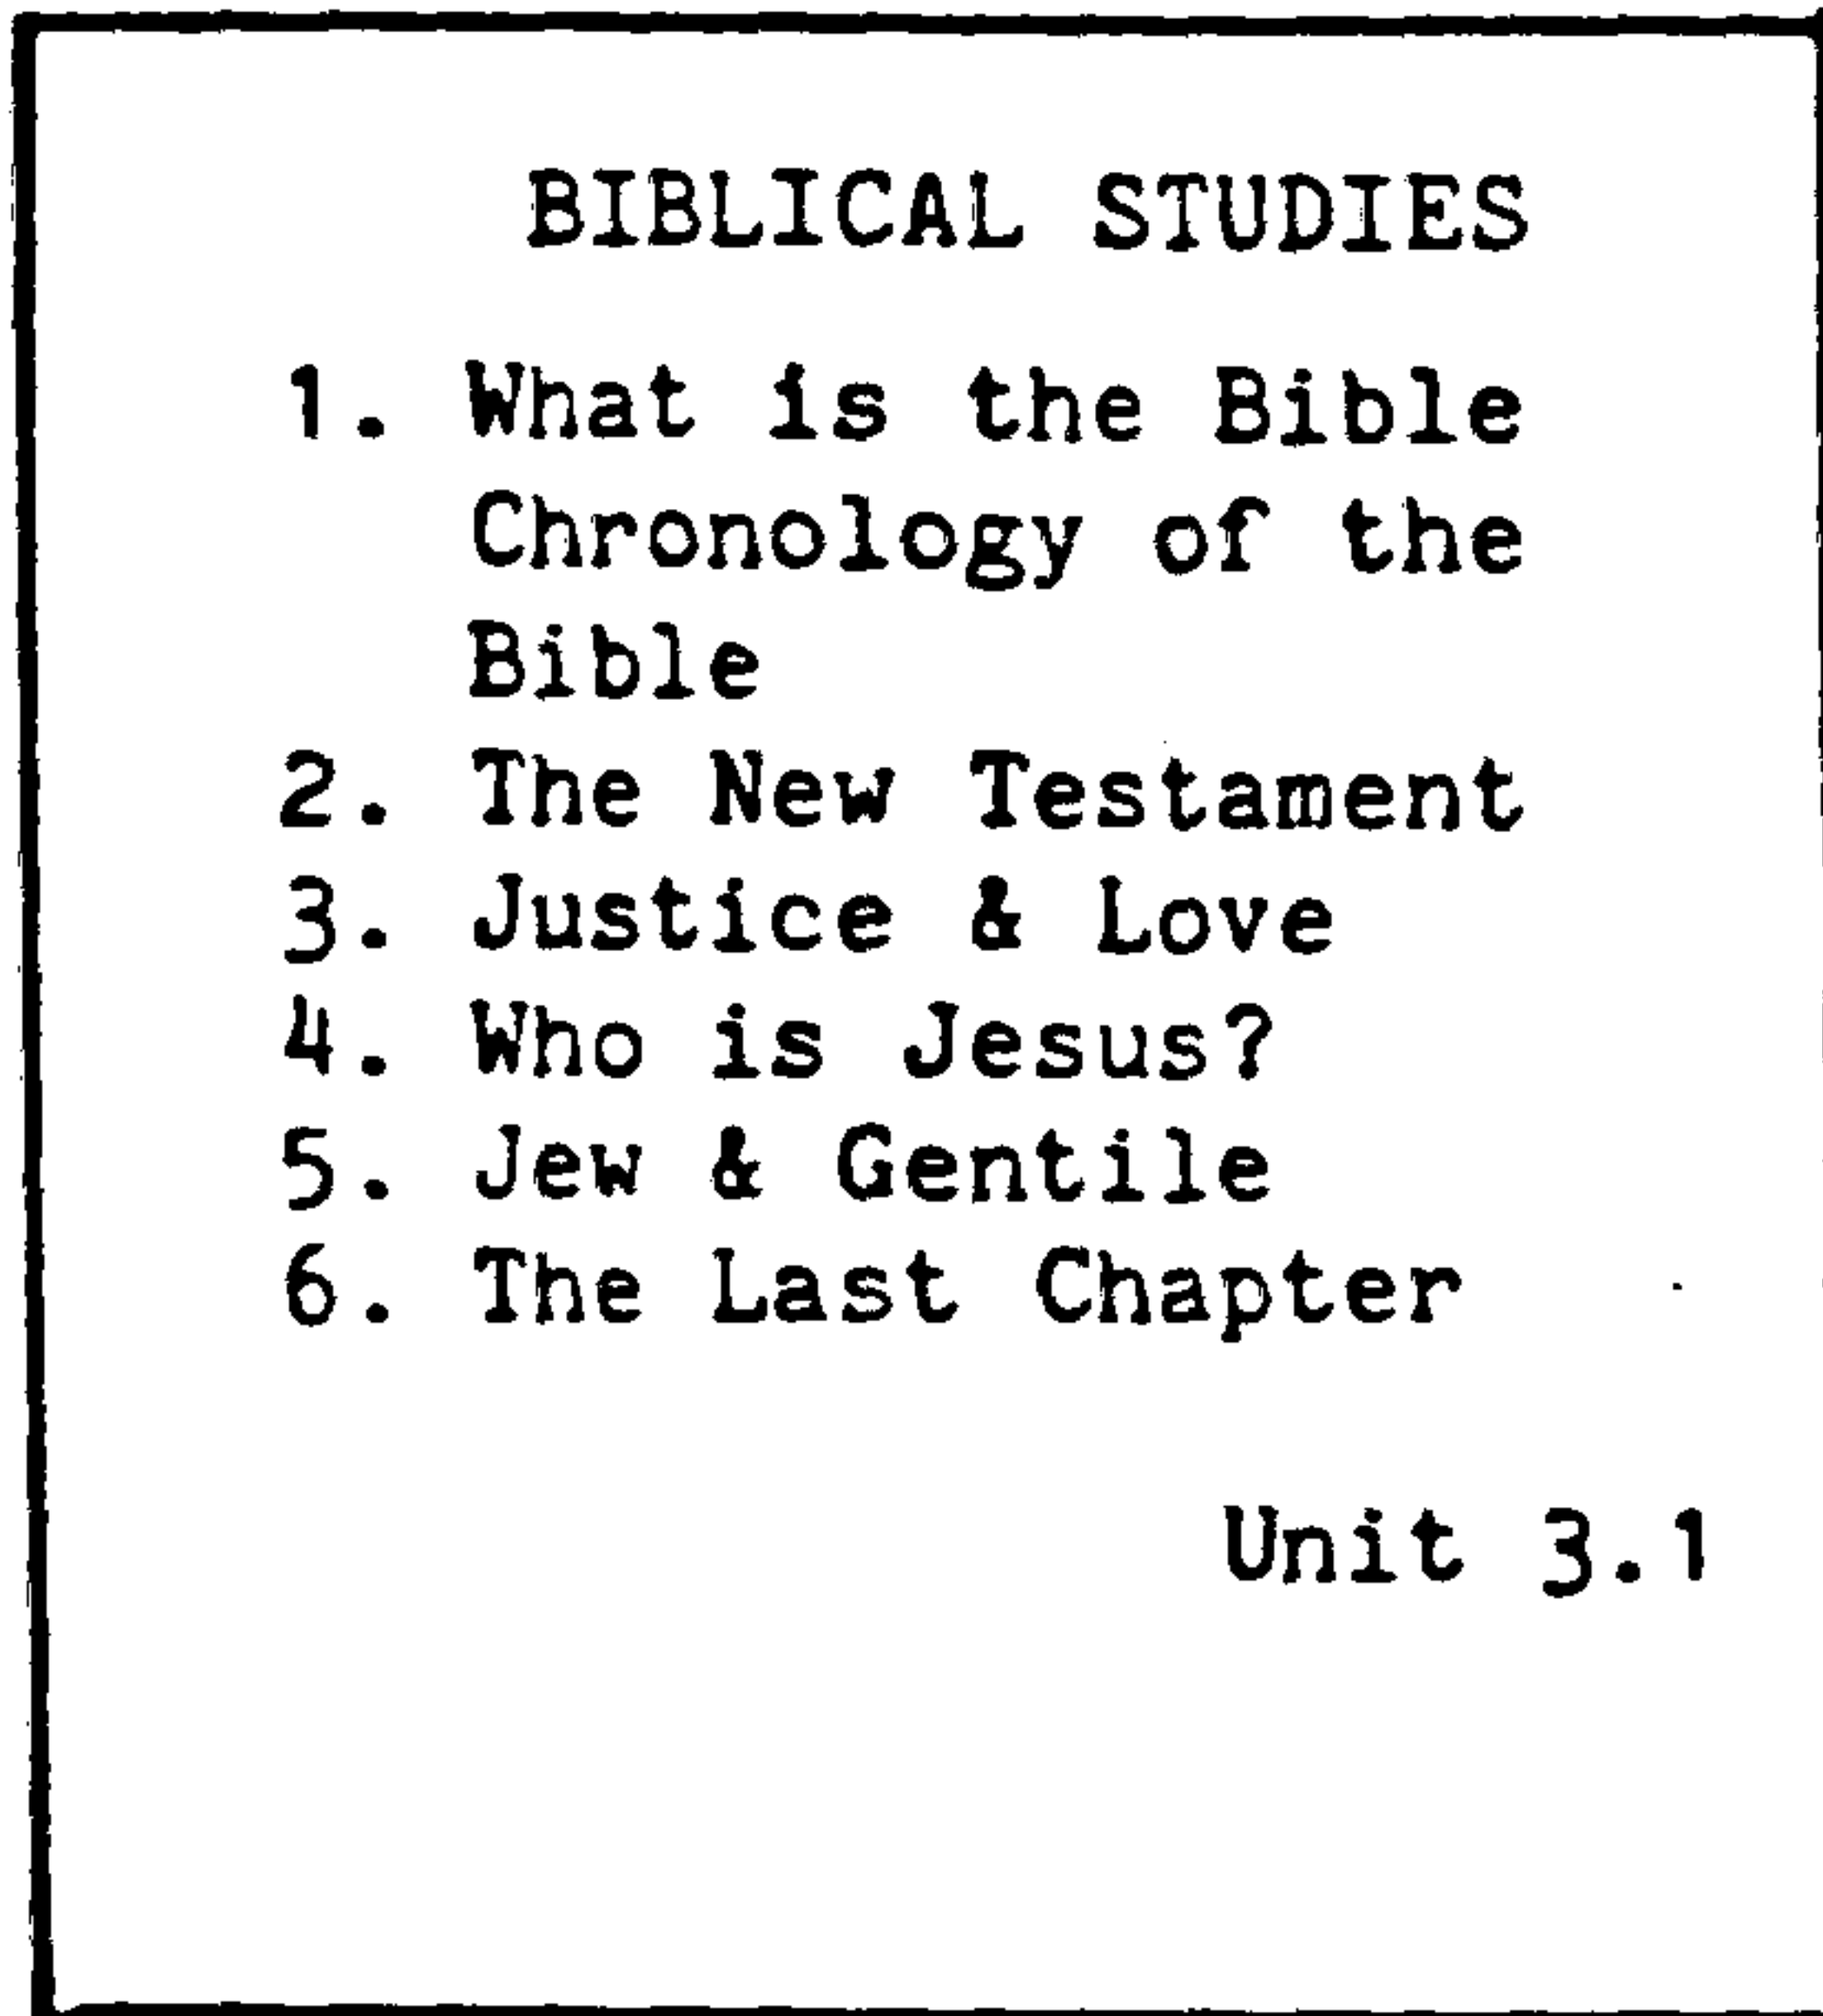 BIBLICAL STUDIES
1. What is the Bible
Chronology of the
Bible
2. The New Testament
3. Justice & Love
4. Who is Jesus?
5. Jew & Gentile
6. The Last Chapter
Unit 3.1